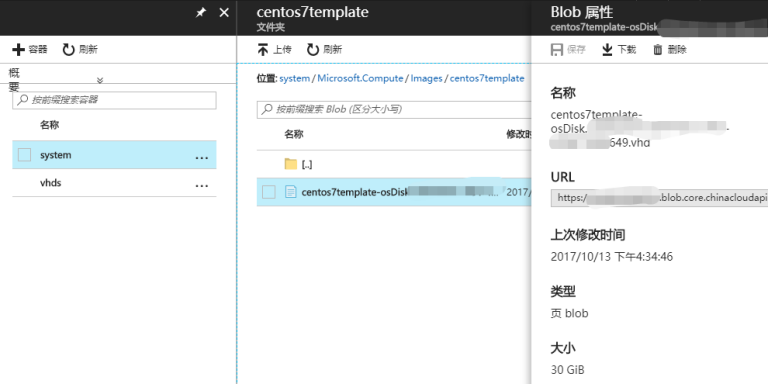 centos7template
文件夹
Blob 属性
centos7template-osDisk
容器
刷新
上传
刷新
保存
下载
删除
概要
按前缀搜索容器
名称
system
...
vhds
...
位置: system / Microsoft.Compute / Images / centos7template
按前缀搜索 Blob (区分大小写)
名称
修改时
[..]
centos7template-osDisk
2017/
名称
centos7template-
osDisk.
649.vhd
URL
https://
.blob.core.chinacloudapi
上次修改时间
2017/10/13 下午4:34:46
类型
页 blob
大小
30 GiB